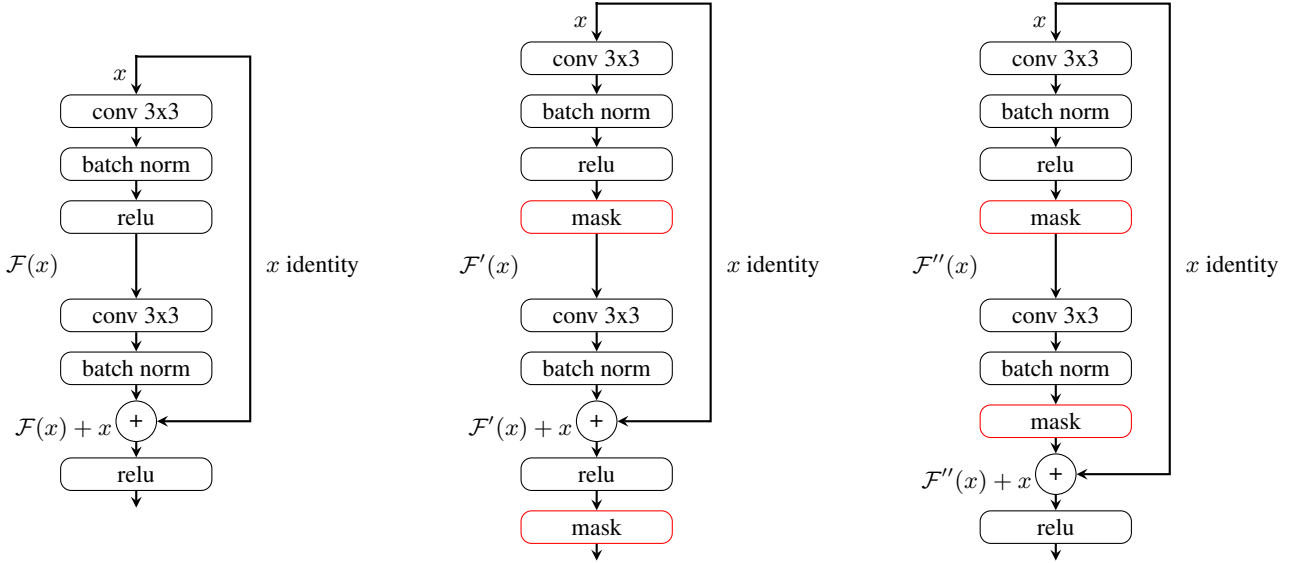 x
conv 3x3
batch norm
relu
F(x)
x identity
conv 3x3
batch norm
F(x) + x
+
relu
x
conv 3x3
batch norm
relu
mask
F′(x)
x identity
conv 3x3
batch norm
F′(x) + x
+
relu
mask
x
conv 3x3
batch norm
relu
mask
F′′(x)
x identity
conv 3x3
batch norm
mask
F′′(x) + x
+
relu